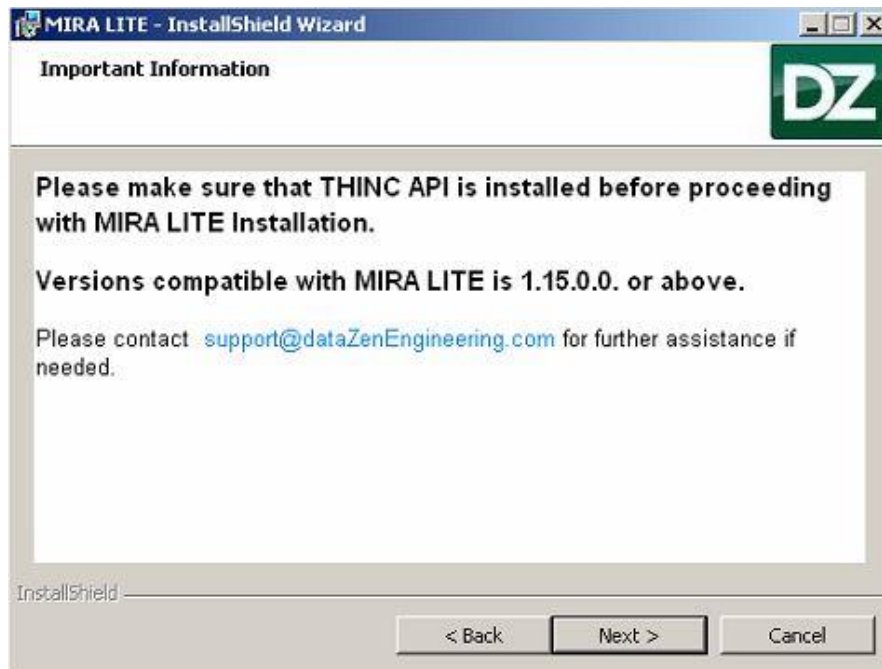 MIRA LITE - InstallShield Wizard
Important Information
DZ
Please make sure that THINC API is installed before proceeding
with MIRA LITE Installation.
Versions compatible with MIRA LITE is 1.15.0.0. or above.
Please contact support@dataZenEngineering.com for further assistance if
needed.
InstallShield
< Back
Next >
Cancel